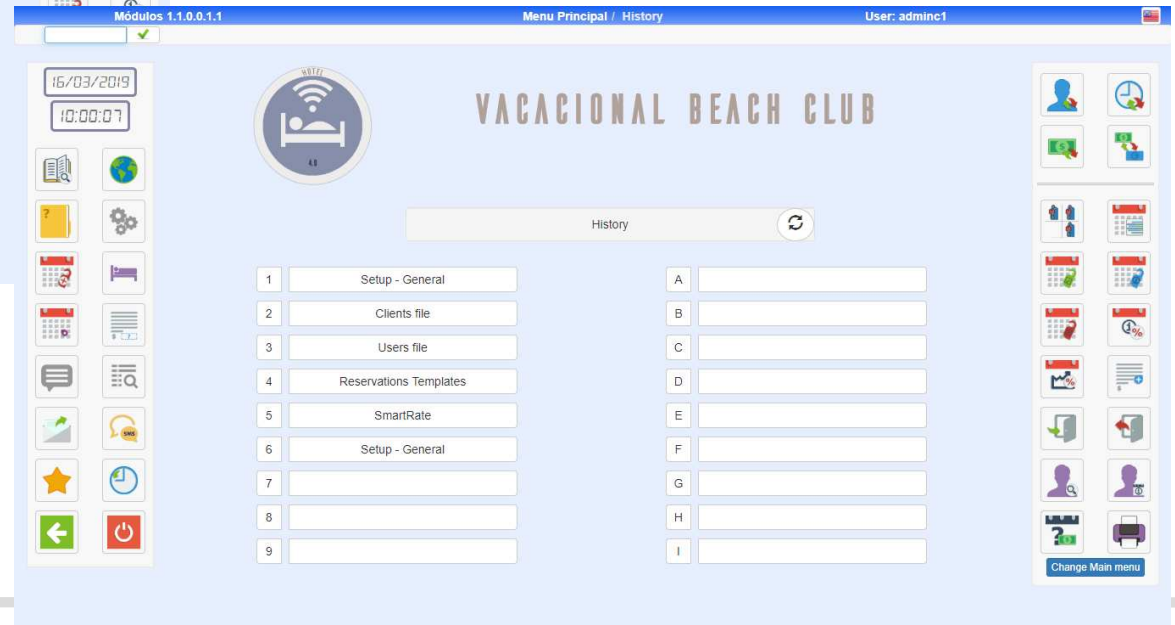 Módulos 1.1.0.0.1.1 Menu Principal / History User: adminc1
16/03/2019
10:00:07
HOTEL
4.0
VACACIONAL BEACH CLUB
History
1 Setup - General A
2 Clients file B
3 Users file C
4 Reservations Templates D
5 SmartRate E
6 Setup - General F
7 G
8 H
9 I
SMS
Change Main menu